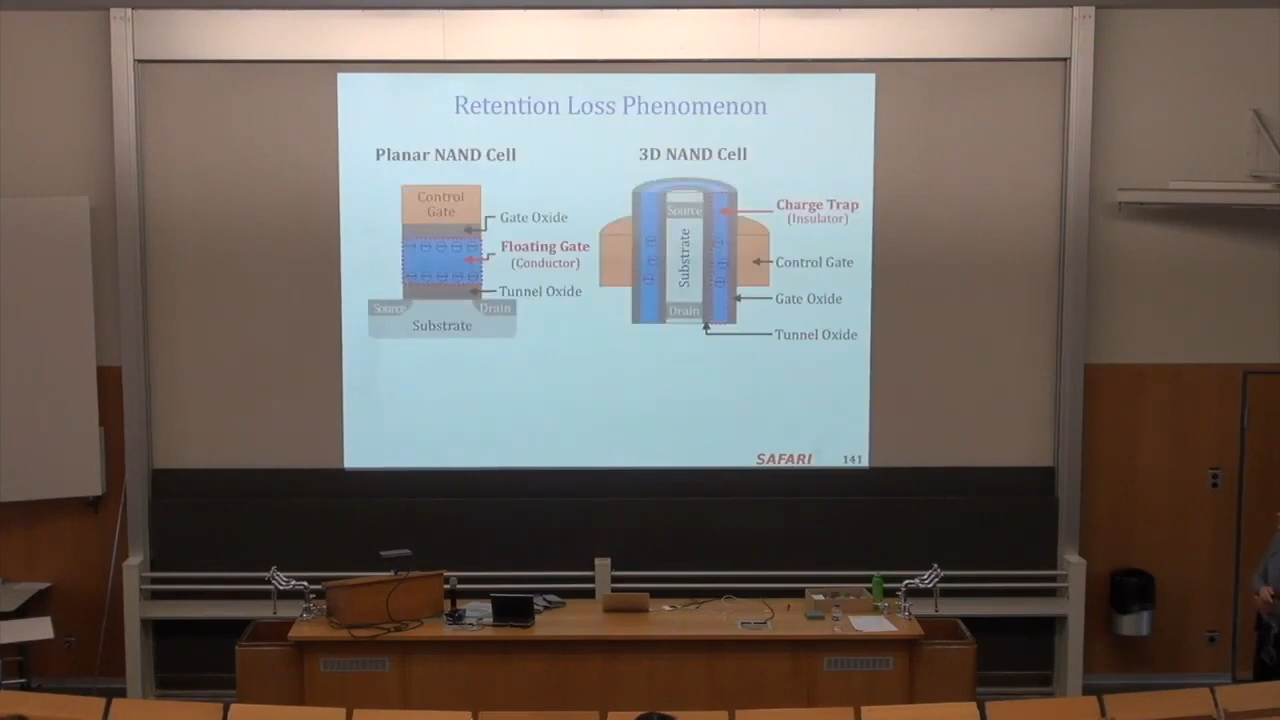 Retention Loss Phenomenon
Planar NAND Cell
3D NAND Cell
Control
Gate
Gate Oxide
Floating Gate
(Conductor)
Tunnel Oxide
Source
Drain
Substrate
Source
Substrate
Drain
Charge Trap
(Insulator)
Control Gate
Gate Oxide
Tunnel Oxide
SAFARI
141